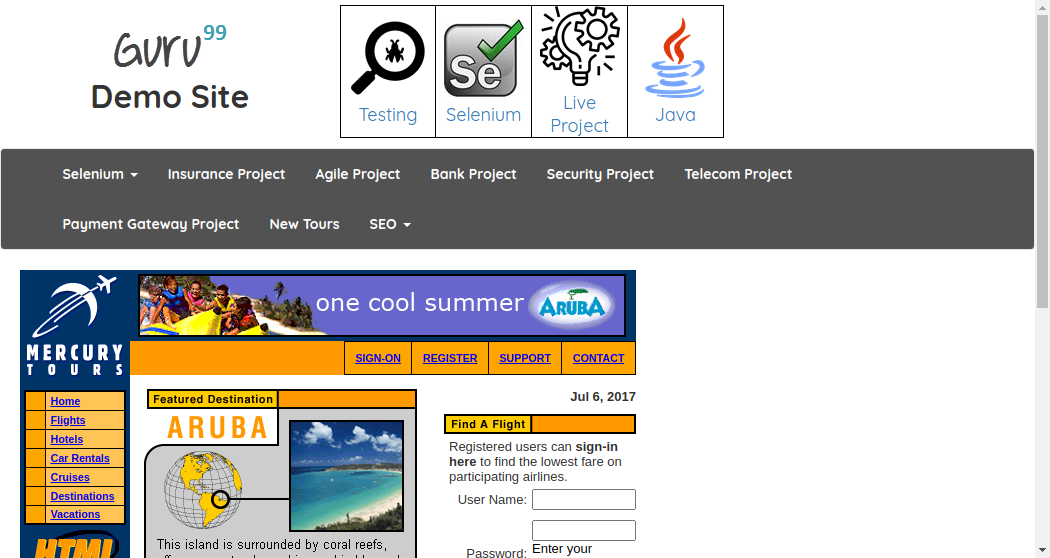 Guru99
Demo Site
Testing
Selenium
Se
Live
Project
Java
Selenium
Insurance Project
Agile Project
Bank Project
Security Project
Telecom Project
Payment Gateway Project
New Tours
SEO
one cool summer
ARUBA
MERCURY
TOURS
SIGN-ON
REGISTER
SUPPORT
CONTACT
Home
Flights
Hotels
Car Rentals
Cruises
Destinations
Vacations
HTML
Featured Destination
ARUBA
This island is surrounded by coral reefs,
Jul 6, 2017
Find A Flight
Registered users can sign-in
here to find the lowest fare on
participating airlines.
User Name:
Password:
Enter your